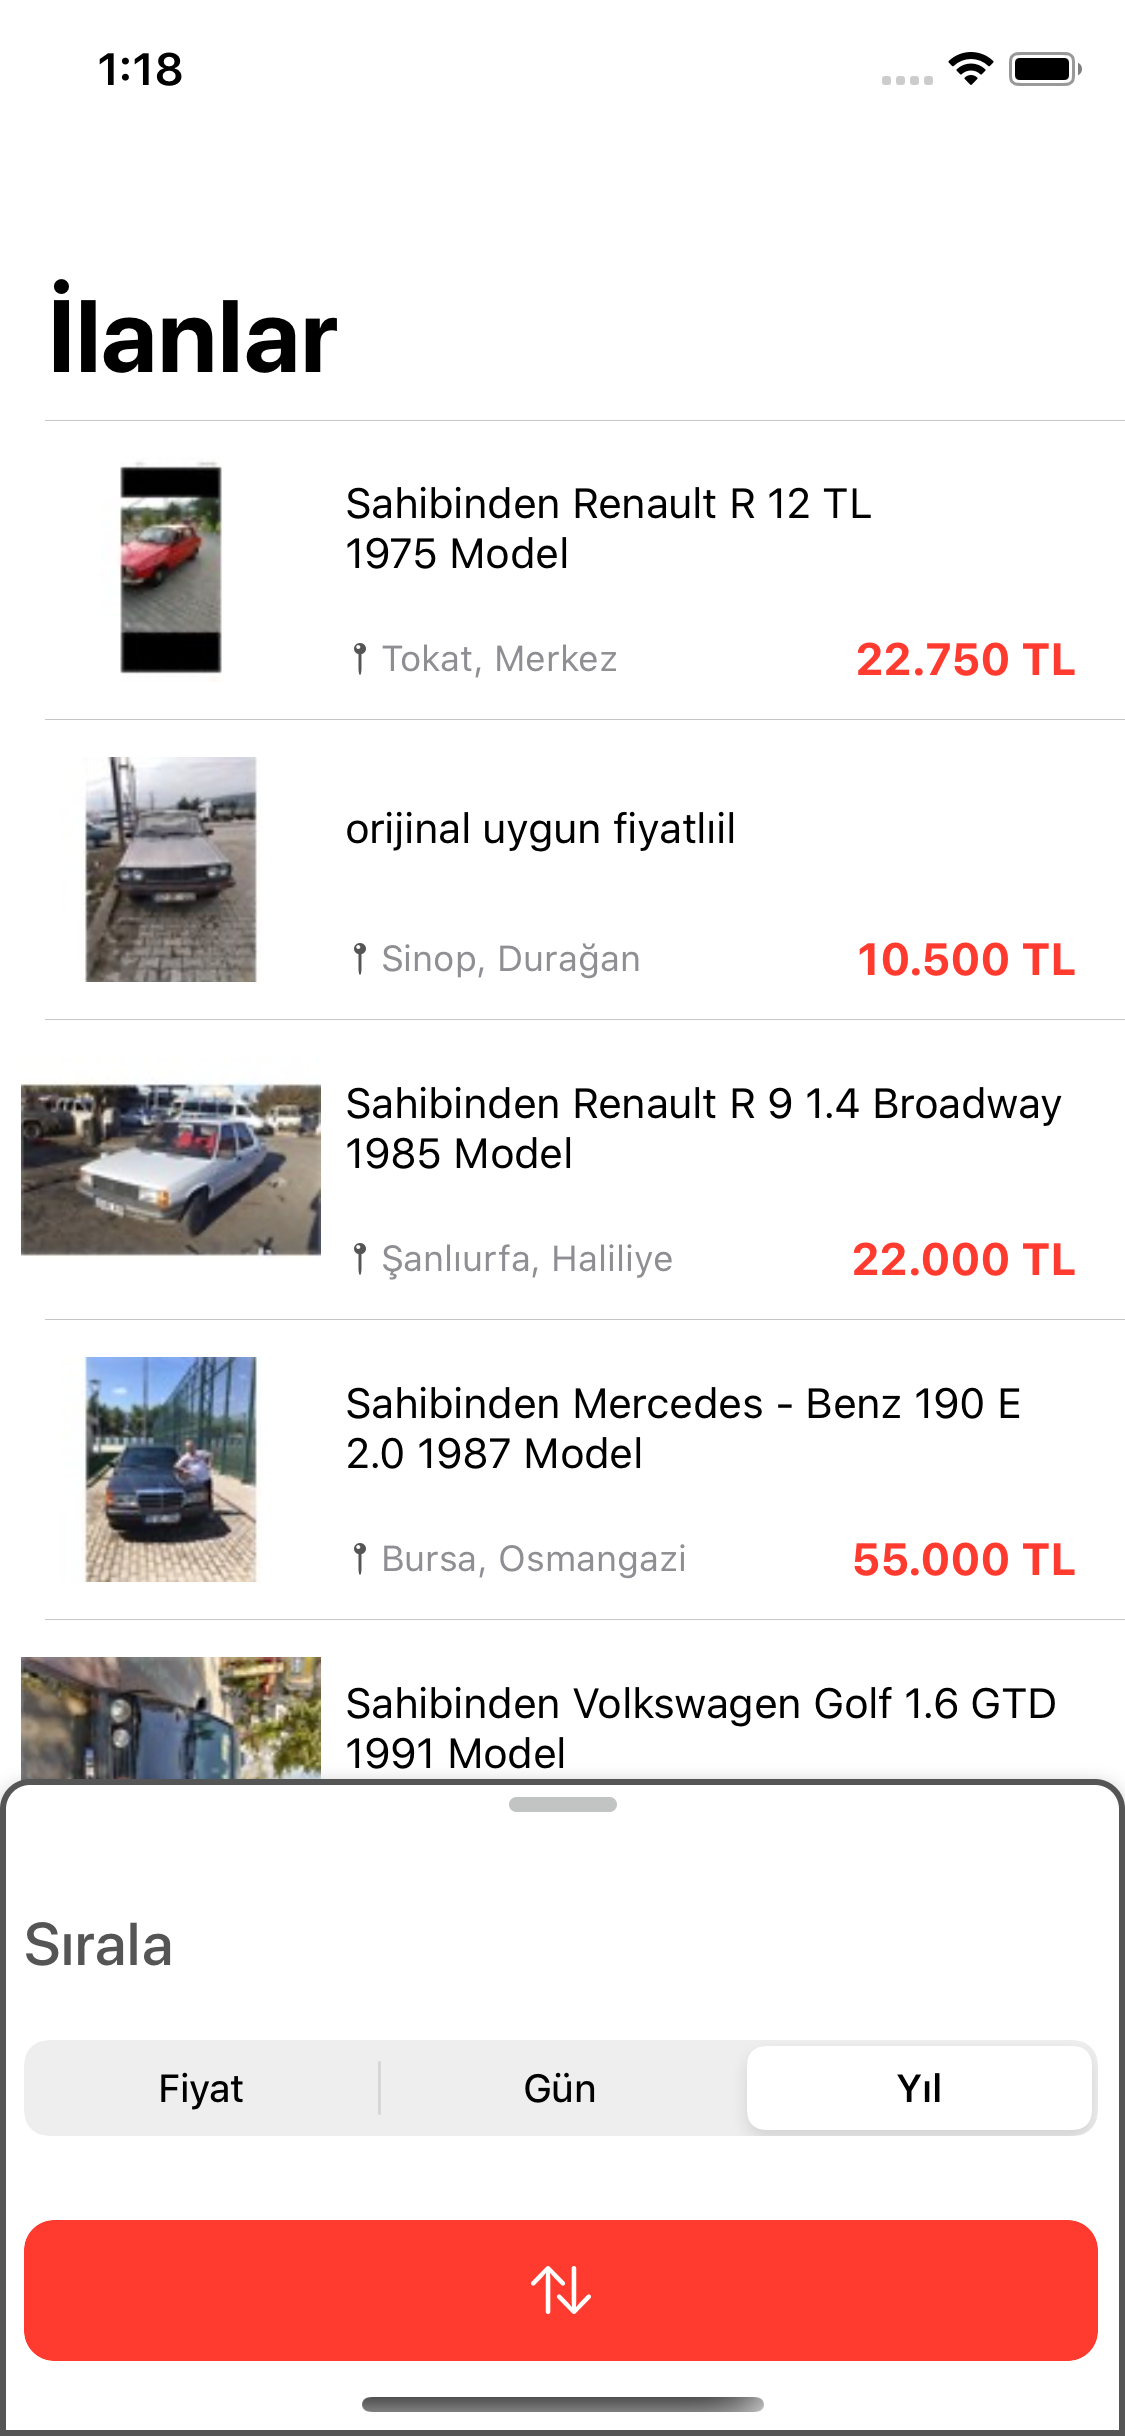 1:18
İlanlar
Sahibinden Renault R 12 TL
1975 Model
Tokat, Merkez
22.750 TL
orijinal uygun fiyatlıil
Sinop, Durağan
10.500 TL
Sahibinden Renault R 9 1.4 Broadway
1985 Model
Şanlıurfa, Haliliye
22.000 TL
Sahibinden Mercedes - Benz 190 E
2.0 1987 Model
Bursa, Osmangazi
55.000 TL
Sahibinden Volkswagen Golf 1.6 GTD
1991 Model
Sırala
Fiyat
Gün
Yıl